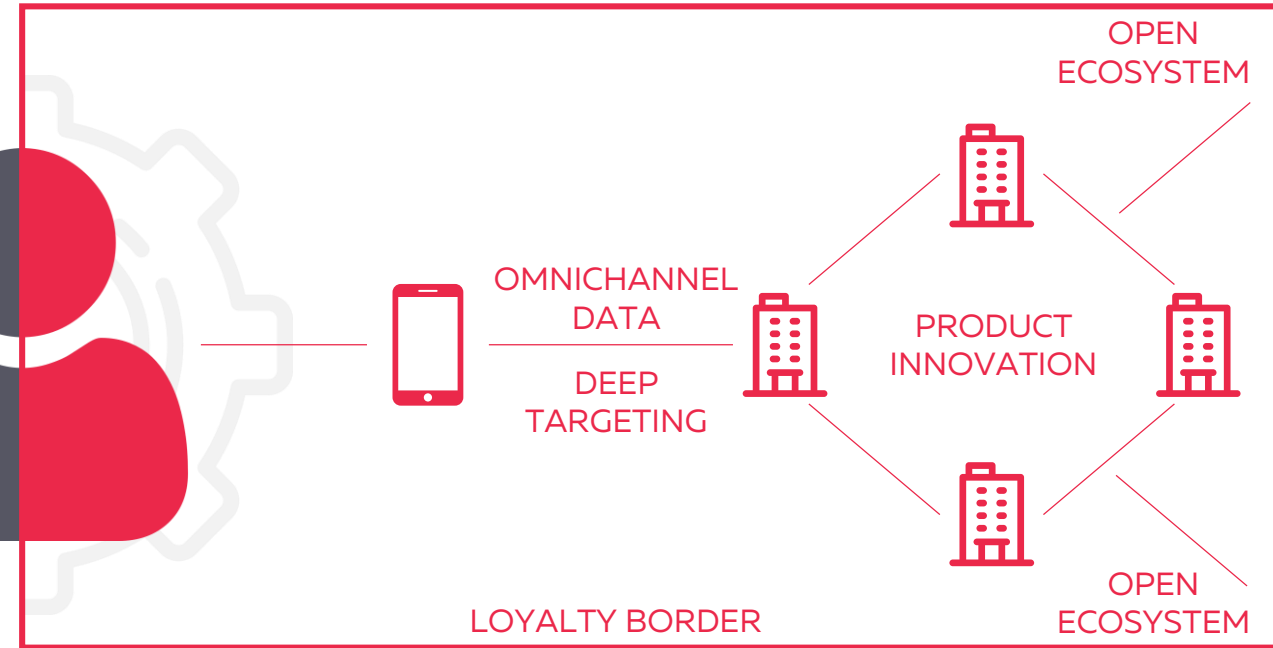 OPEN
ECOSYSTEM
OMNICHANNEL
DATA
DEEP
TARGETING
PRODUCT
INNOVATION
OPEN
ECOSYSTEM
LOYALTY BORDER